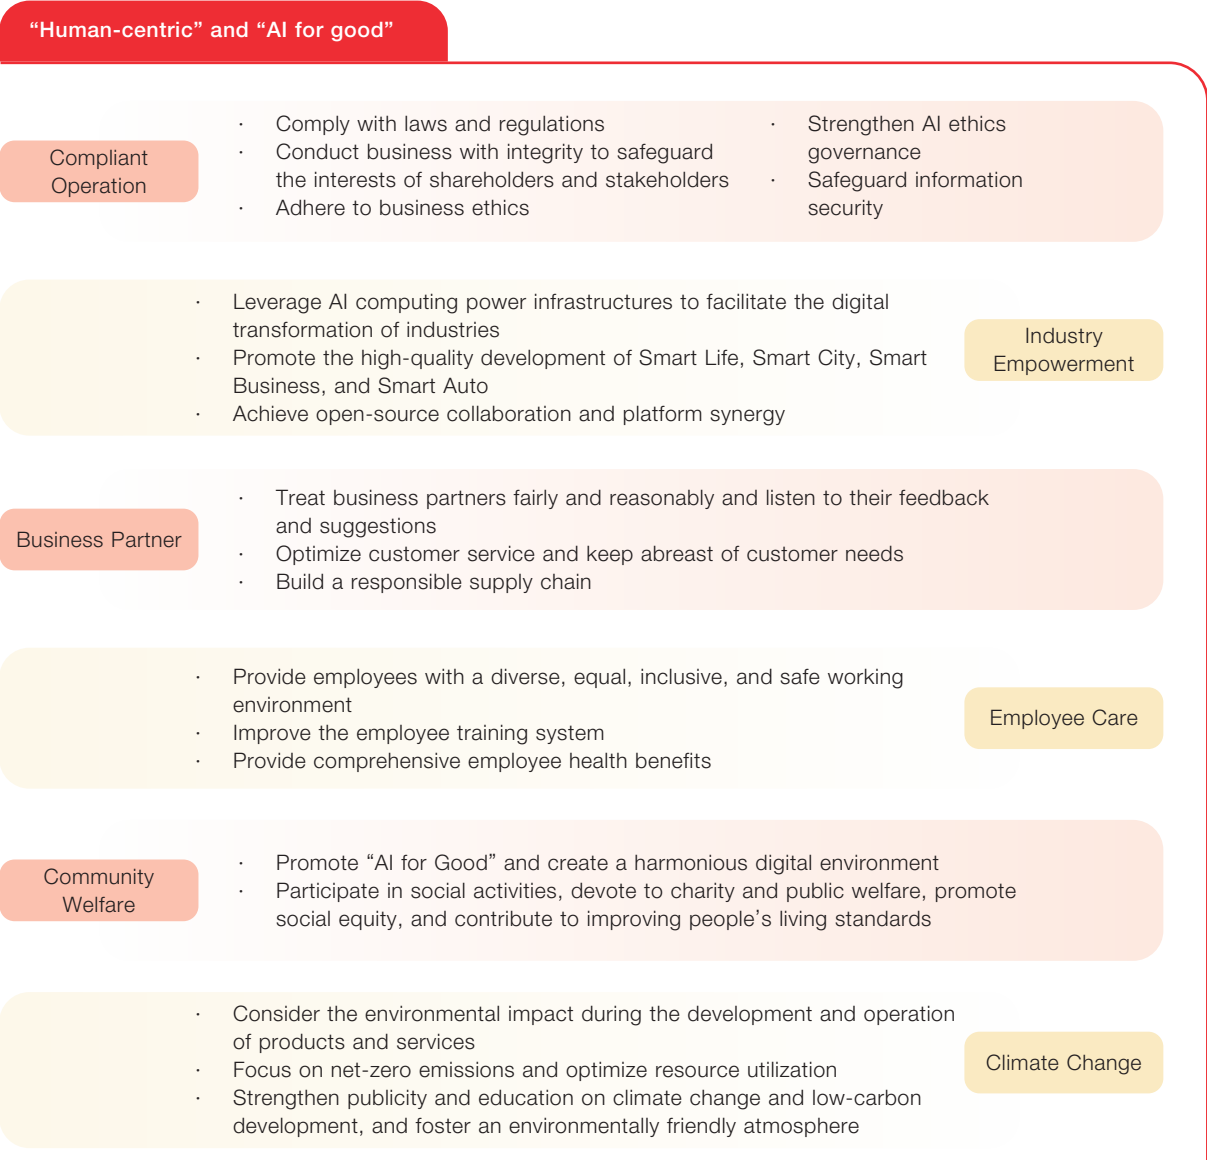 “Human-centric” and “AI for good”
Compliant
Operation
· Comply with laws and regulations
· Conduct business with integrity to safeguard
the interests of shareholders and stakeholders
· Adhere to business ethics
· Strengthen AI ethics
governance
· Safeguard information
security
· Leverage AI computing power infrastructures to facilitate the digital
transformation of industries
· Promote the high-quality development of Smart Life, Smart City, Smart
Business, and Smart Auto
· Achieve open-source collaboration and platform synergy
Industry
Empowerment
Business Partner
· Treat business partners fairly and reasonably and listen to their feedback
and suggestions
· Optimize customer service and keep abreast of customer needs
· Build a responsible supply chain
· Provide employees with a diverse, equal, inclusive, and safe working
environment
· Improve the employee training system
· Provide comprehensive employee health benefits
Employee Care
Community
Welfare
· Promote “AI for Good” and create a harmonious digital environment
· Participate in social activities, devote to charity and public welfare, promote
social equity, and contribute to improving people’s living standards
· Consider the environmental impact during the development and operation
of products and services
· Focus on net-zero emissions and optimize resource utilization
· Strengthen publicity and education on climate change and low-carbon
development, and foster an environmentally friendly atmosphere
Climate Change